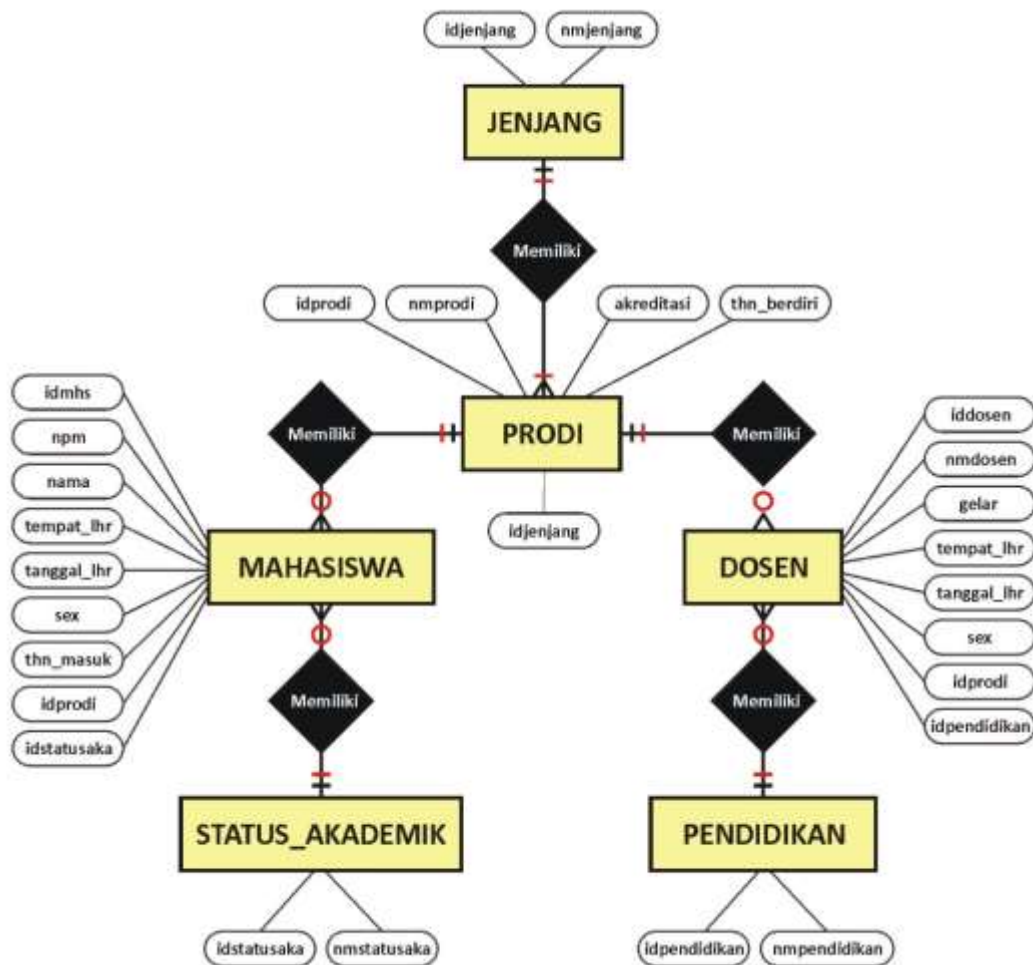 idjenjang
nmjenjang
JENJANG
Memiliki
idprodi
nmprodi
akreditasi
thn_berdiri
PRODI
idjenjang
Memiliki
Memiliki
idmhs
npm
nama
tempat_lhr
tanggal_lhr
sex
thn_masuk
idprodi
idstatusaka
MAHASISWA
DOSEN
iddosen
nmdosen
gelar
tempat_lhr
tanggal_lhr
sex
idprodi
idpendidikan
Memiliki
Memiliki
STATUS_AKADEMIK
PENDIDIKAN
idstatusaka
nmstatusaka
idpendidikan
nmpendidikan